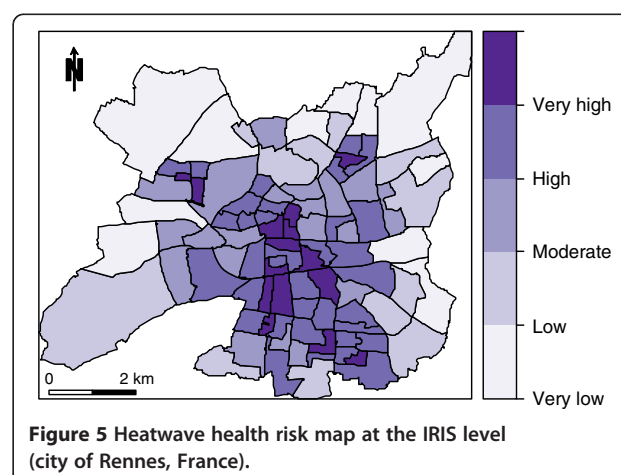 N
Very high
High
Moderate
Low
Very low
0 2 km
Figure 5 Heatwave health risk map at the IRIS level
(city of Rennes, France).